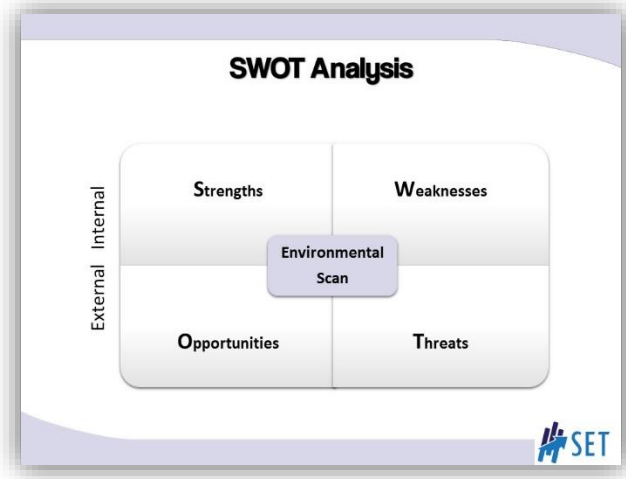 SWOT Analysis
Internal
Strengths
Weaknesses
Environmental
Scan
External
Opportunities
Threats
SET